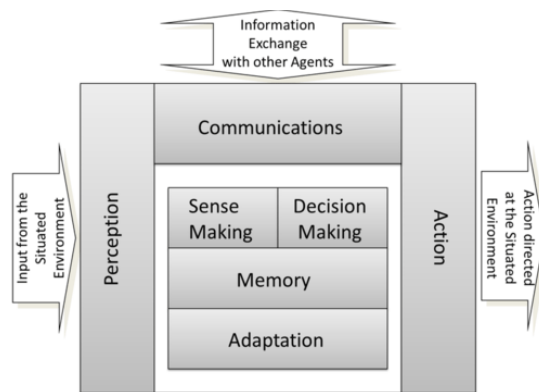 Information
Exchange
with other Agents
Communications
Input from the
Situated
Environment
Perception
Sense
Making
Decision
Making
Memory
Adaptation
Action
Action directed
at the Situated
Environment